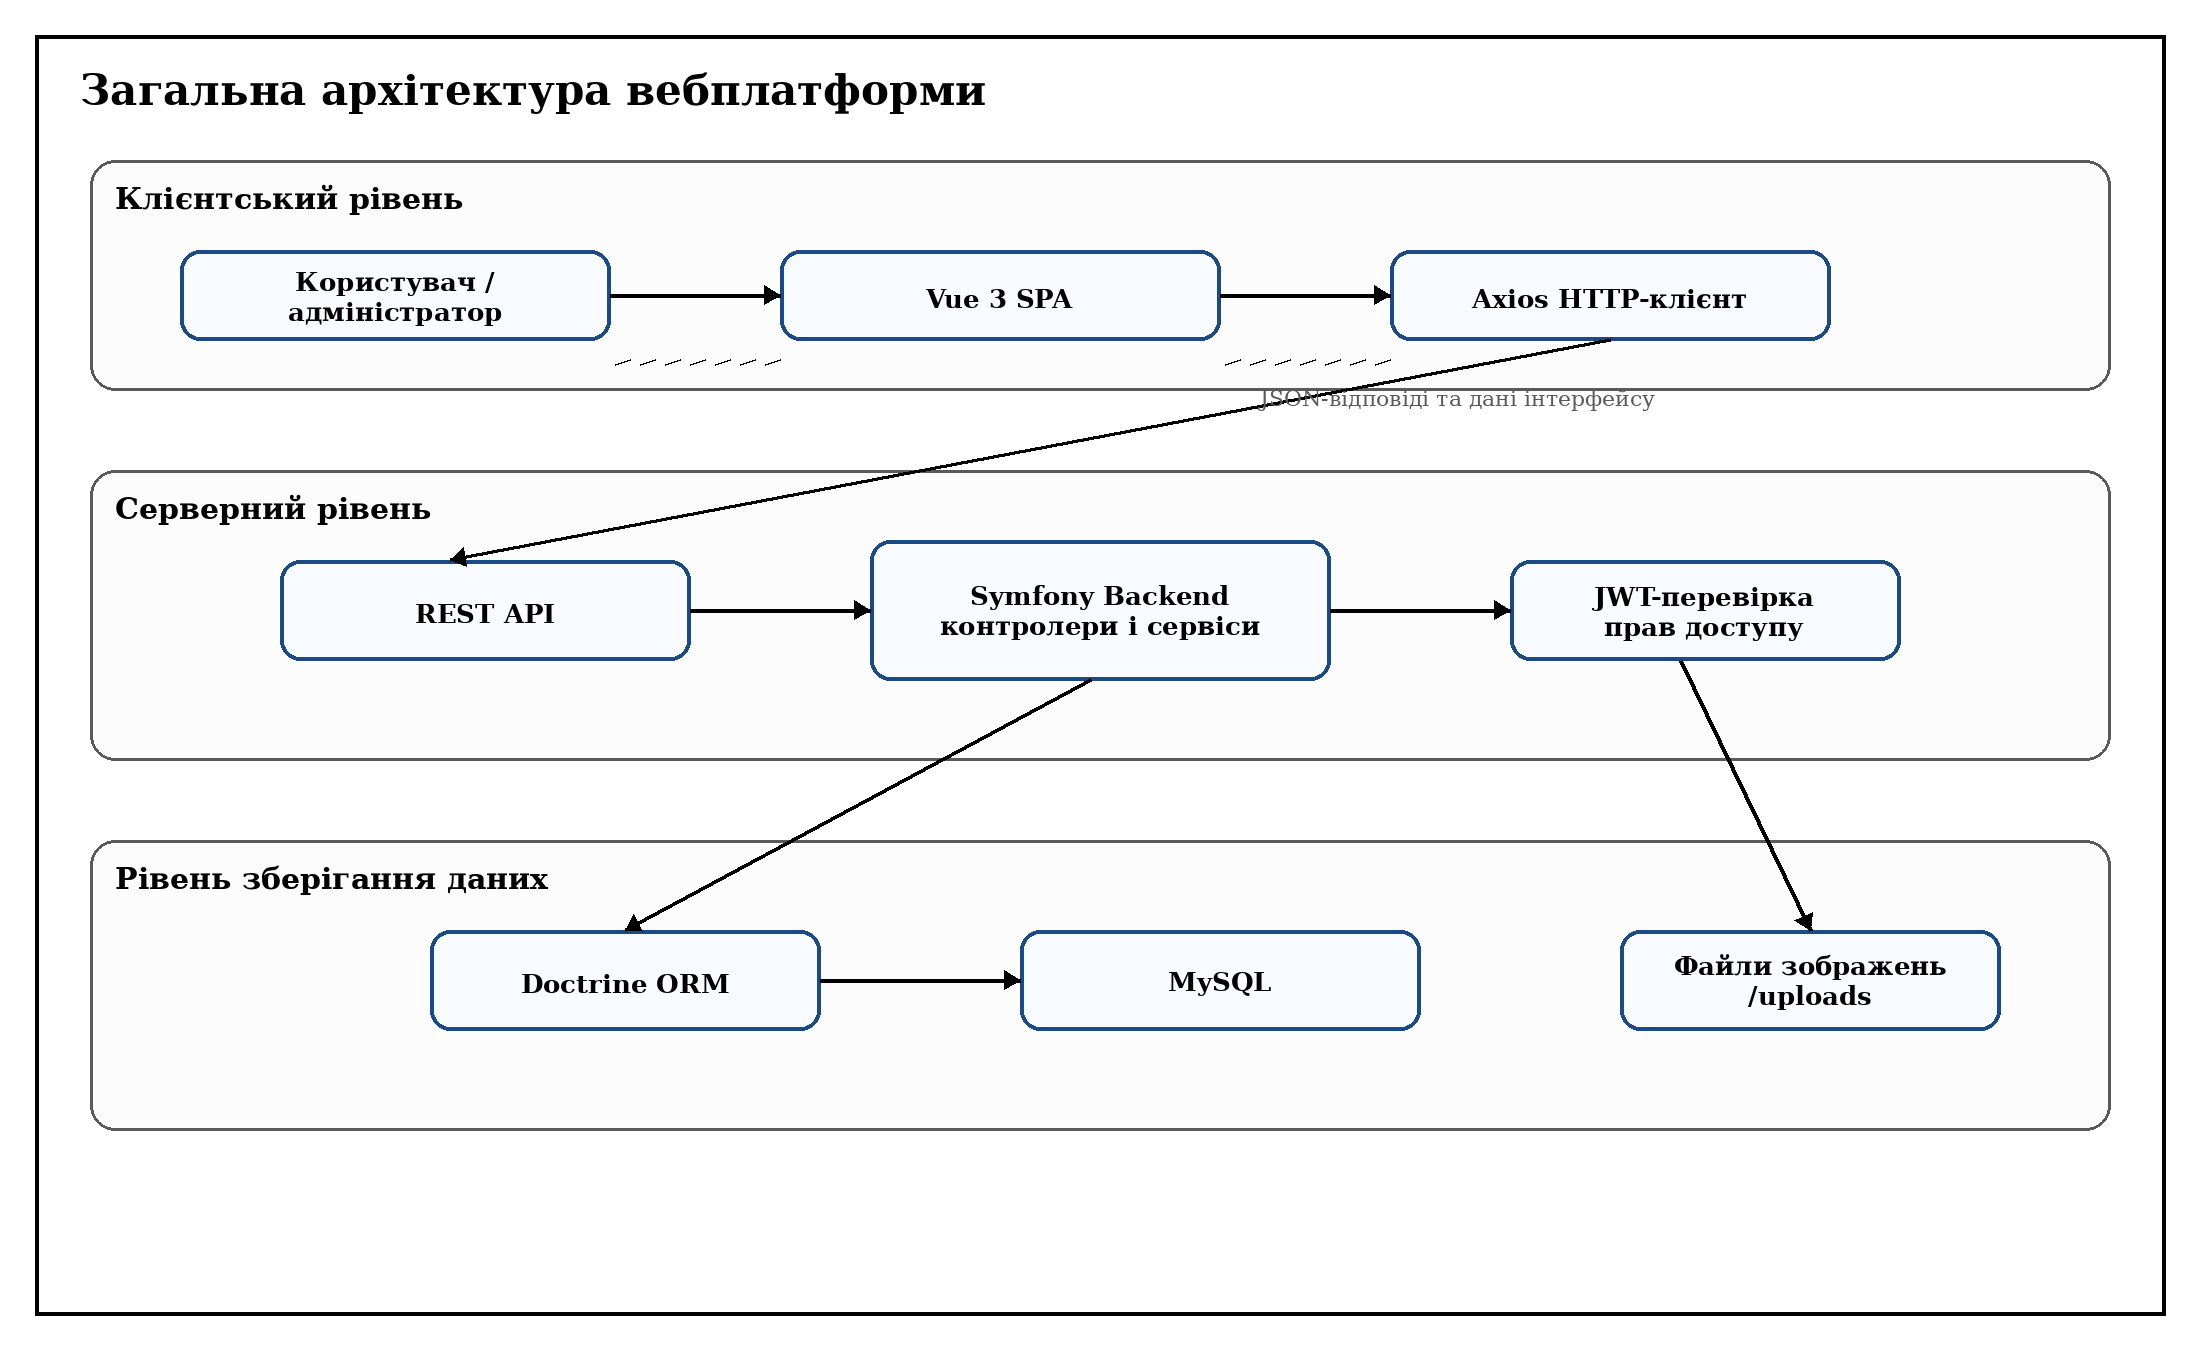 Загальна архітектура вебплатформи
Клієнтський рівень
Користувач /
адміністратор
Vue 3 SPA
Axios HTTP-клієнт
JSON-відповіді та дані інтерфейсу
Серверний рівень
REST API
Symfony Backend
контролери і сервіси
JWT-перевірка
прав доступу
Рівень зберігання даних
Doctrine ORM
MySQL
Файли зображень
/uploads